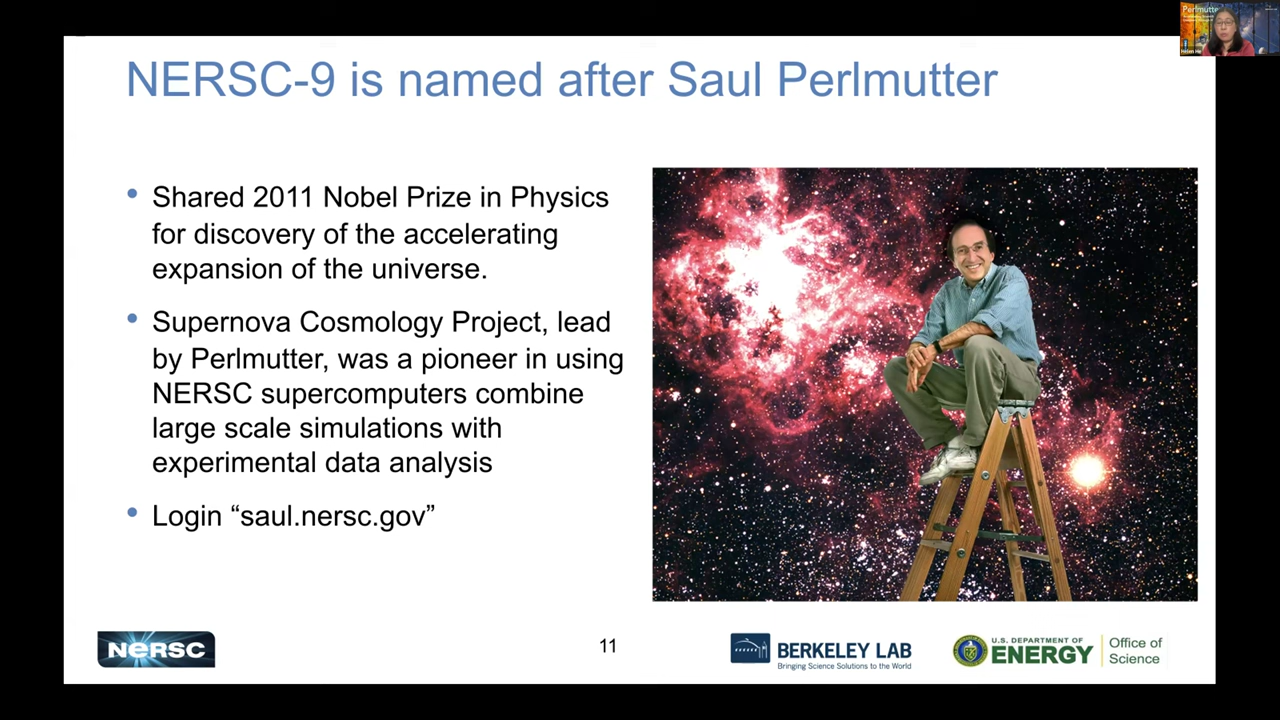 NERSC-9 is named after Saul Perlmutter
Perlmutter
• Shared 2011 Nobel Prize in Physics
for discovery of the accelerating
expansion of the universe.
• Supernova Cosmology Project, lead
by Perlmutter, was a pioneer in using
NERSC supercomputers combine
large scale simulations with
experimental data analysis
• Login “saul.nersc.gov”
NERSC
11
BERKELEY LAB
Bringing Science Solutions to the World
U.S. DEPARTMENT OF
ENERGY
Office of
Science